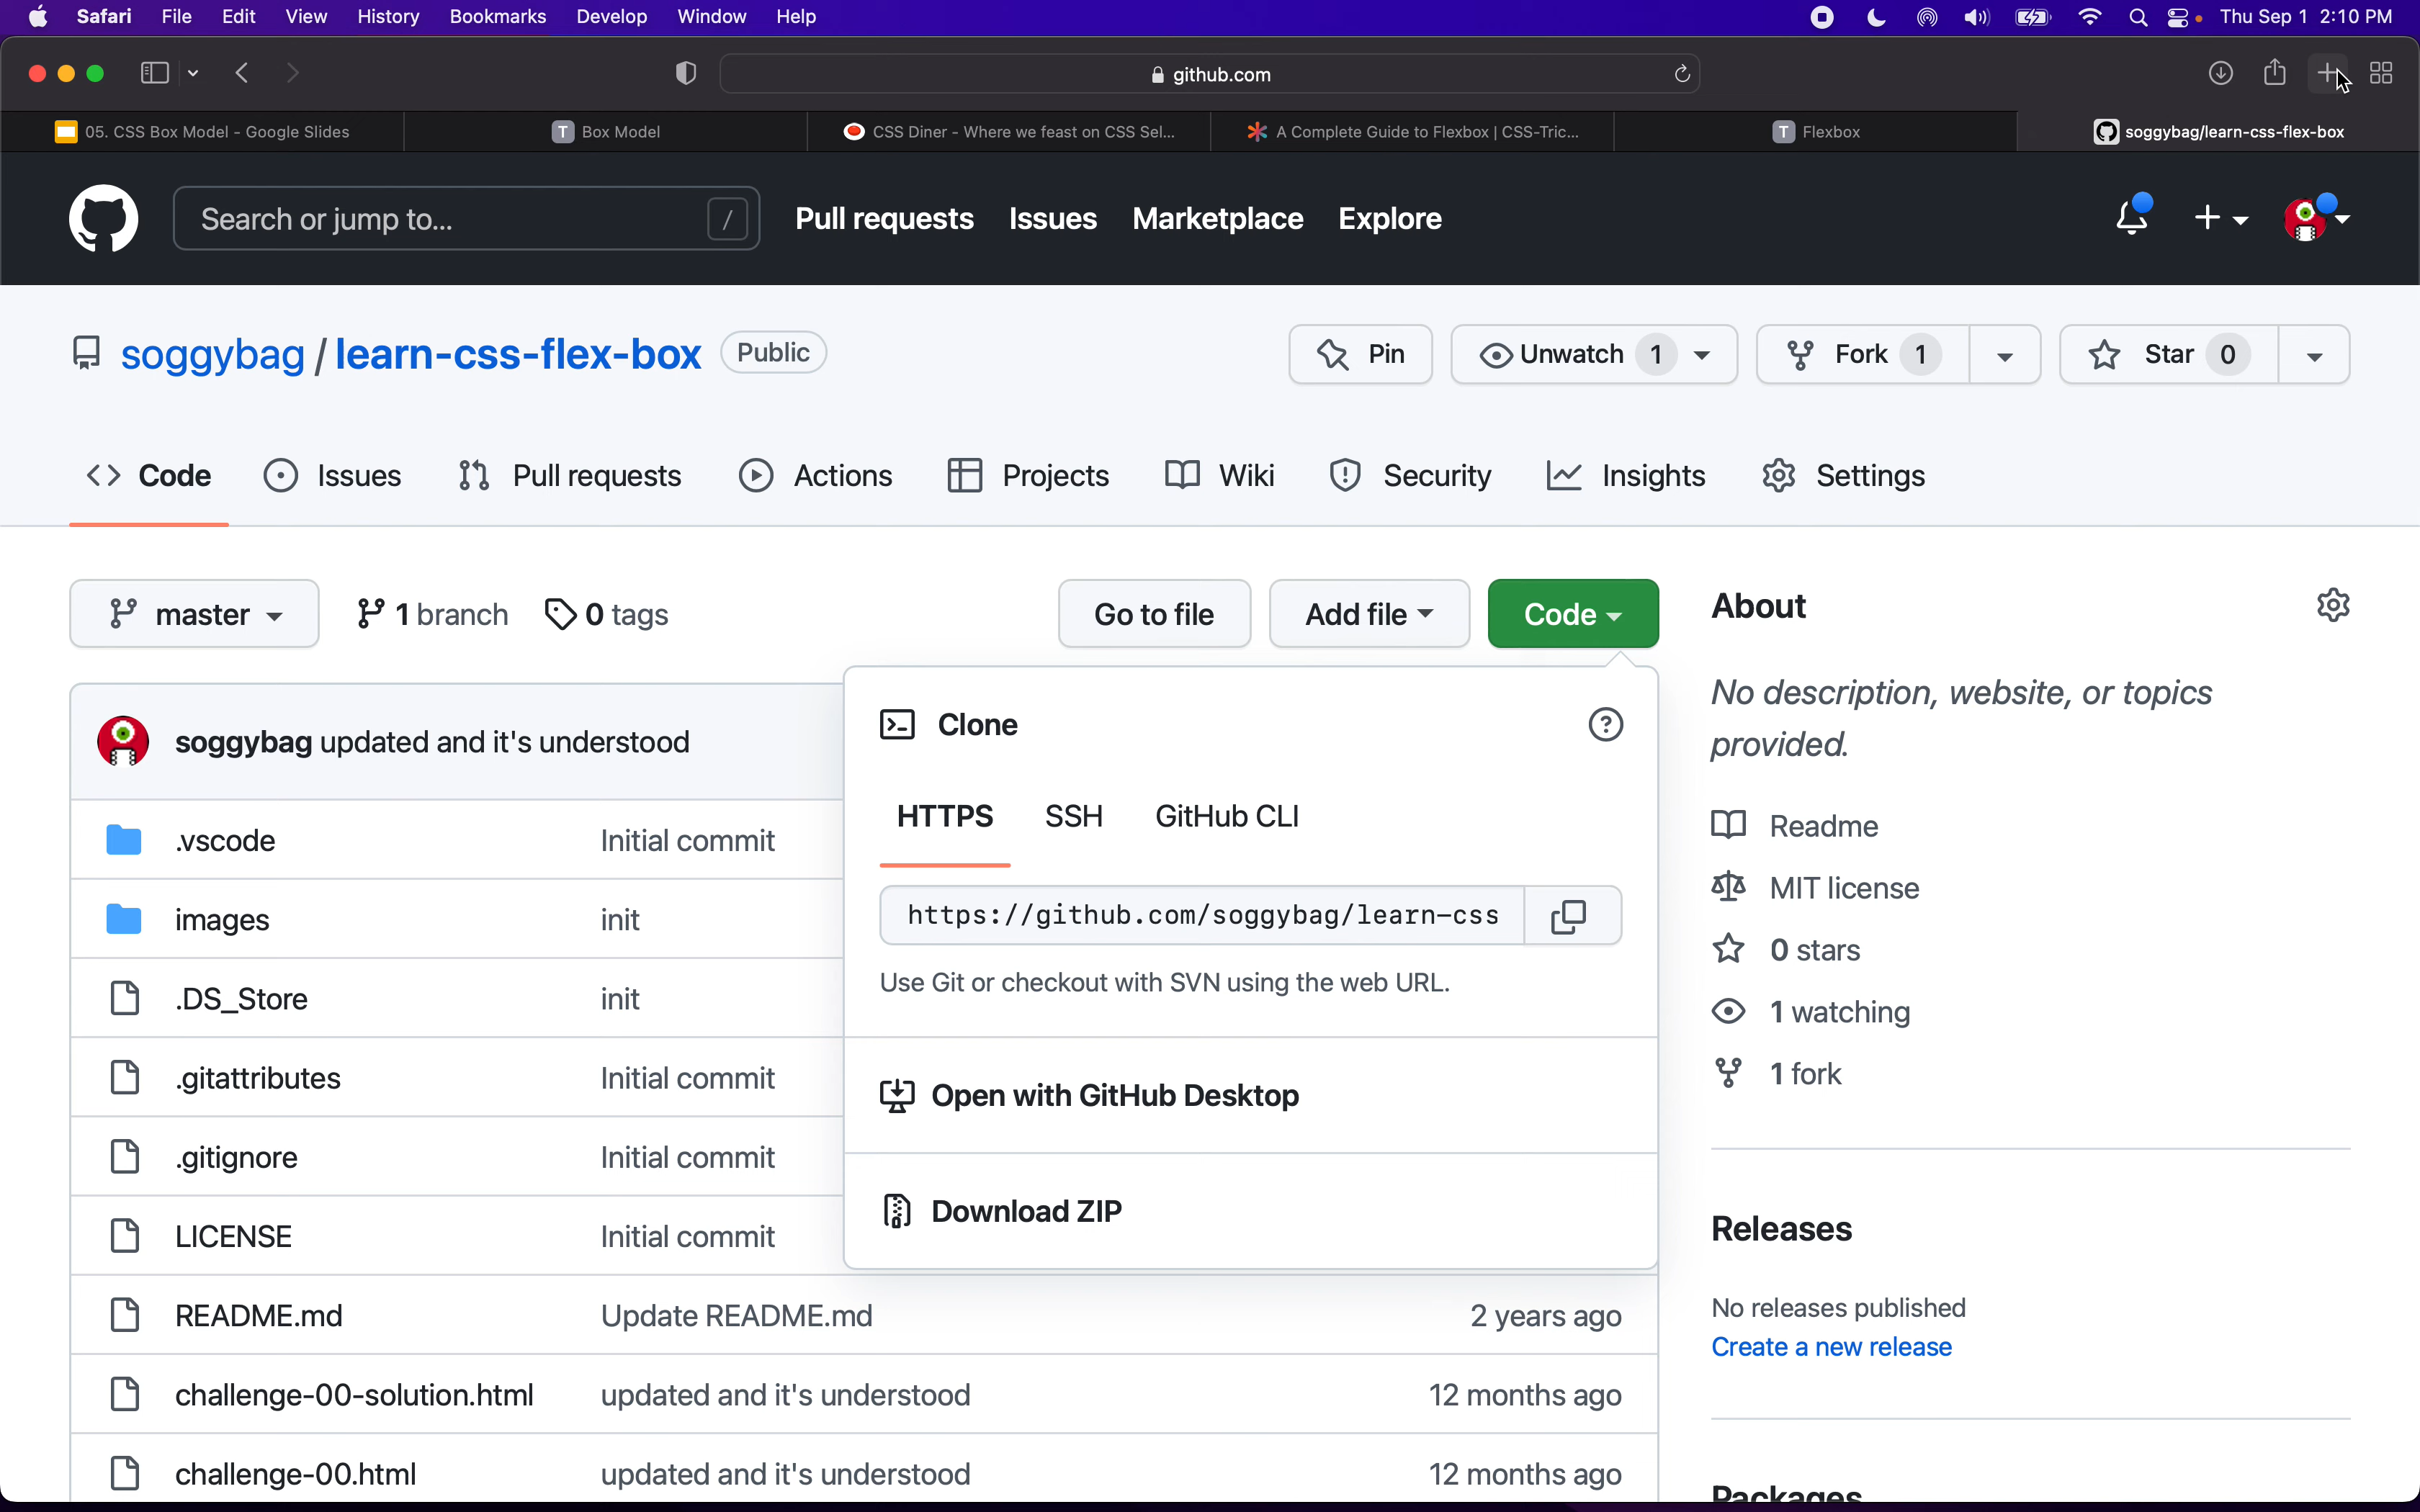 Safari File Edit View History Bookmarks Develop Window Help Thu Sep 1 2:10 PM
github.com
05. CSS Box Model - Google Slides
T Box Model
CSS Diner - Where we feast on CSS Sel...
A Complete Guide to Flexbox | CSS-Tric...
T Flexbox
soggybag/learn-css-flex-box
Search or jump to... /
Pull requests Issues Marketplace Explore
soggybag / learn-css-flex-box Public
Pin Unwatch 1 Fork 1 Star 0
Code Issues Pull requests Actions Projects Wiki Security Insights Settings
master 1 branch 0 tags Go to file Add file Code
soggybag updated and it's understood
.vscode Initial commit
images init
.DS_Store init
.gitattributes Initial commit
.gitignore Initial commit
LICENSE Initial commit
README.md Update README.md 2 years ago
challenge-00-solution.html updated and it's understood 12 months ago
challenge-00.html updated and it's understood 12 months ago
Clone
HTTPS SSH GitHub CLI
https://github.com/soggybag/learn-css
Use Git or checkout with SVN using the web URL.
Open with GitHub Desktop
Download ZIP
About
No description, website, or topics
provided.
Readme
MIT license
0 stars
1 watching
1 fork
Releases
No releases published
Create a new release
Packages